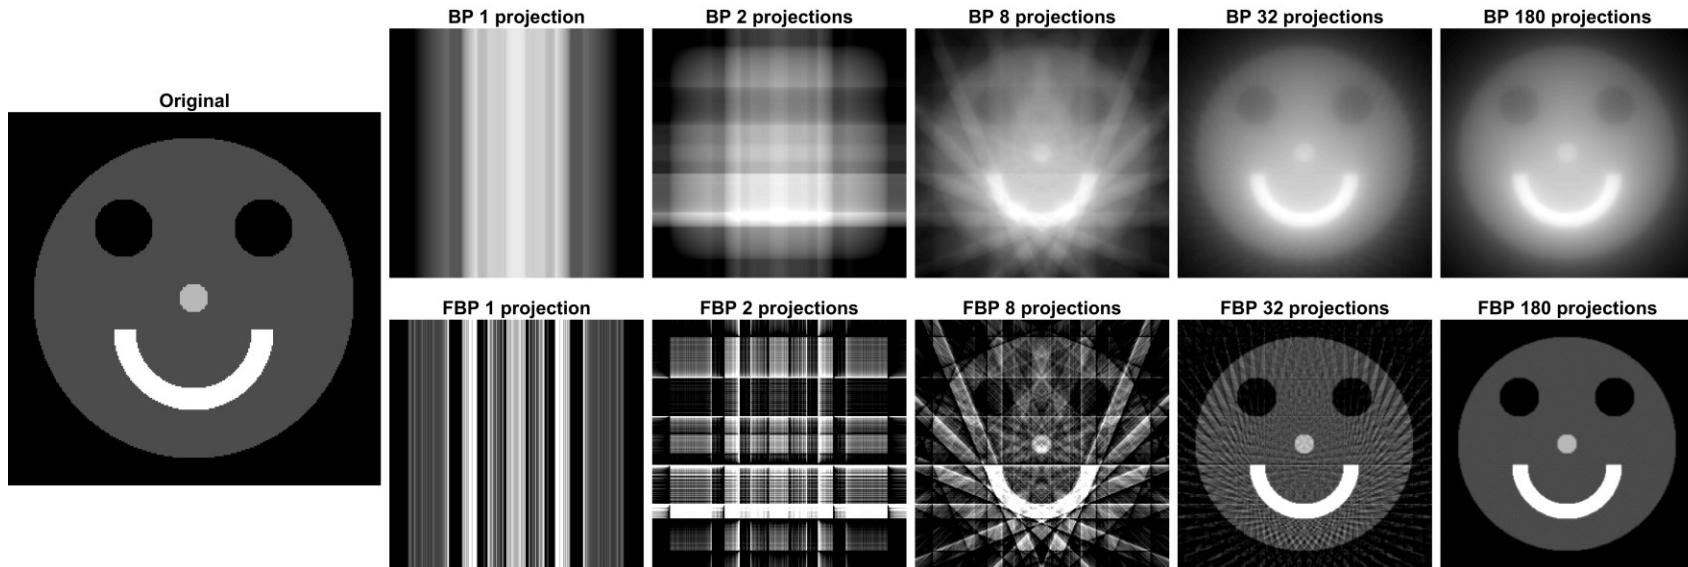 Original
BP 1 projection
BP 2 projections
BP 8 projections
BP 32 projections
BP 180 projections
FBP 1 projection
FBP 2 projections
FBP 8 projections
FBP 32 projections
FBP 180 projections